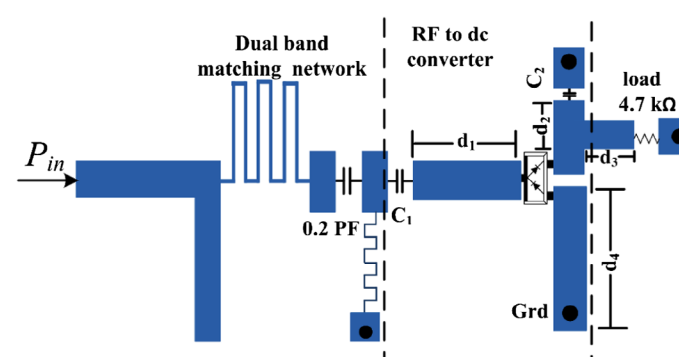 Dual band
matching network
RF to dc
converter
C₂
load
4.7 kΩ
d₁
d₂
d₃
Pin
0.2 PF
C₁
d₄
Grd